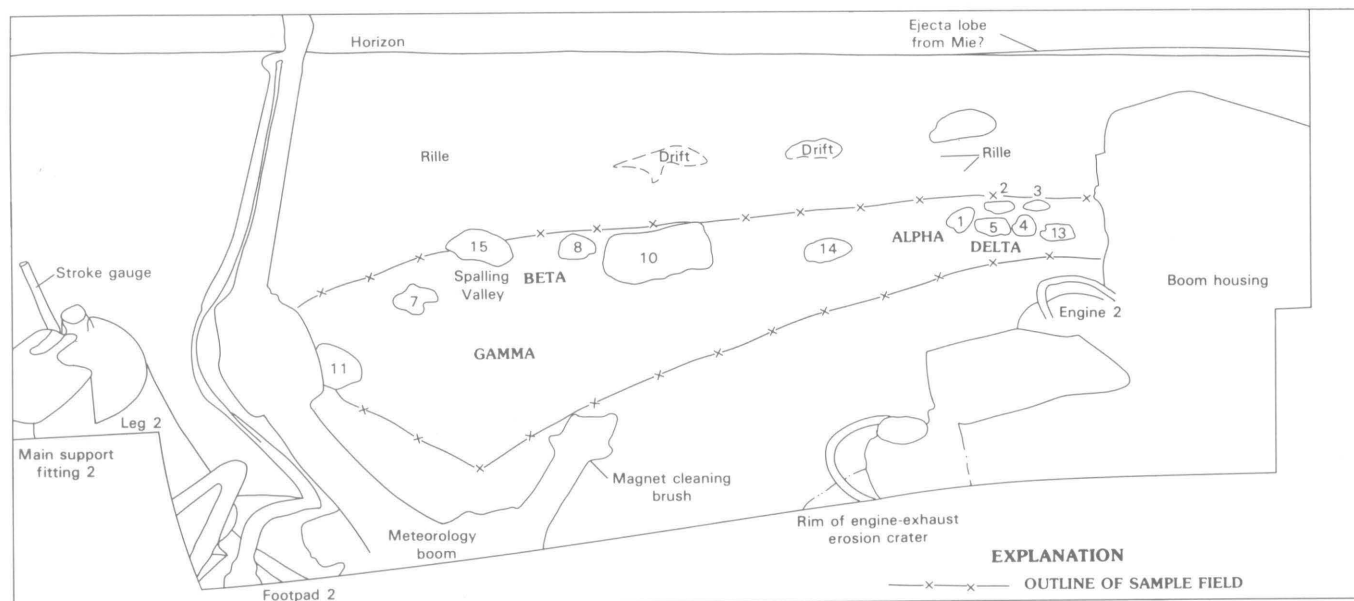 Ejecta lobe
from Mie?
Horizon
Rille
Drift
Drift
Rille
2
3
1
5
4
13
ALPHA
DELTA
15
8
10
14
Spalling
Valley
BETA
7
Stroke gauge
Boom housing
Engine 2
GAMMA
11
Leg 2
Main support
fitting 2
Magnet cleaning
brush
Meteorology
boom
Rim of engine-exhaust
erosion crater
Footpad 2
EXPLANATION
OUTLINE OF SAMPLE FIELD